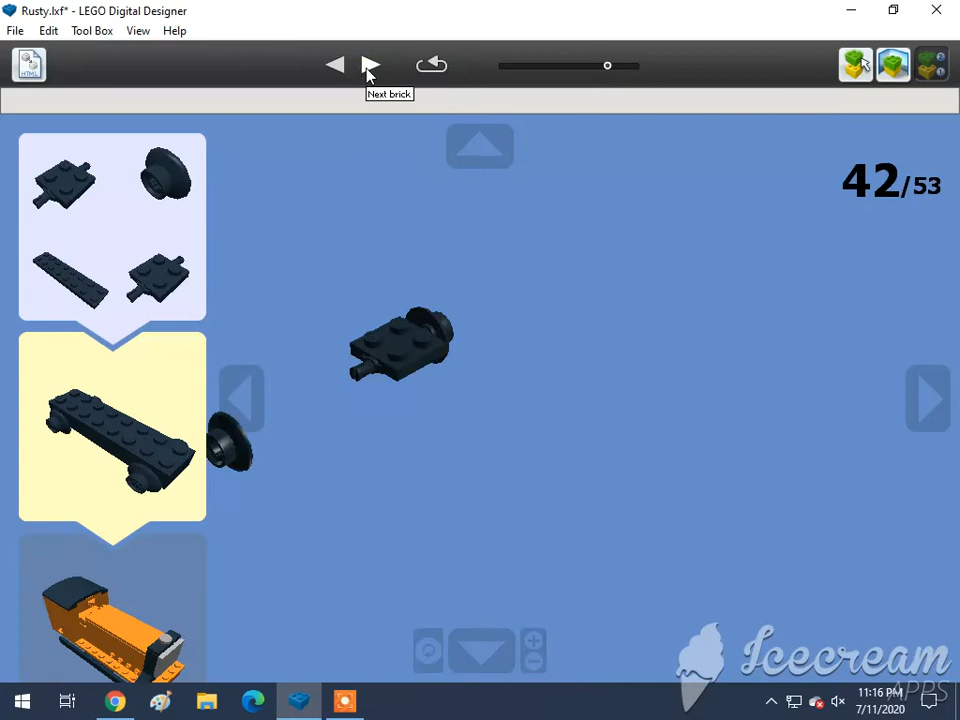 Rusty.lxf* - LEGO Digital Designer
File Edit Tool Box View Help
HTML
Next brick
42/53
Icecream
APPS
11:16 PM
7/11/2020